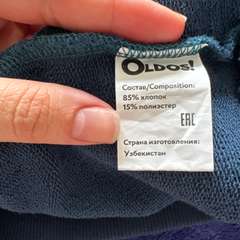 OLDOS!
Состав/Composition:
85% хлопок
15% полиэстер
EAC
Страна изготовления:
Узбекистан